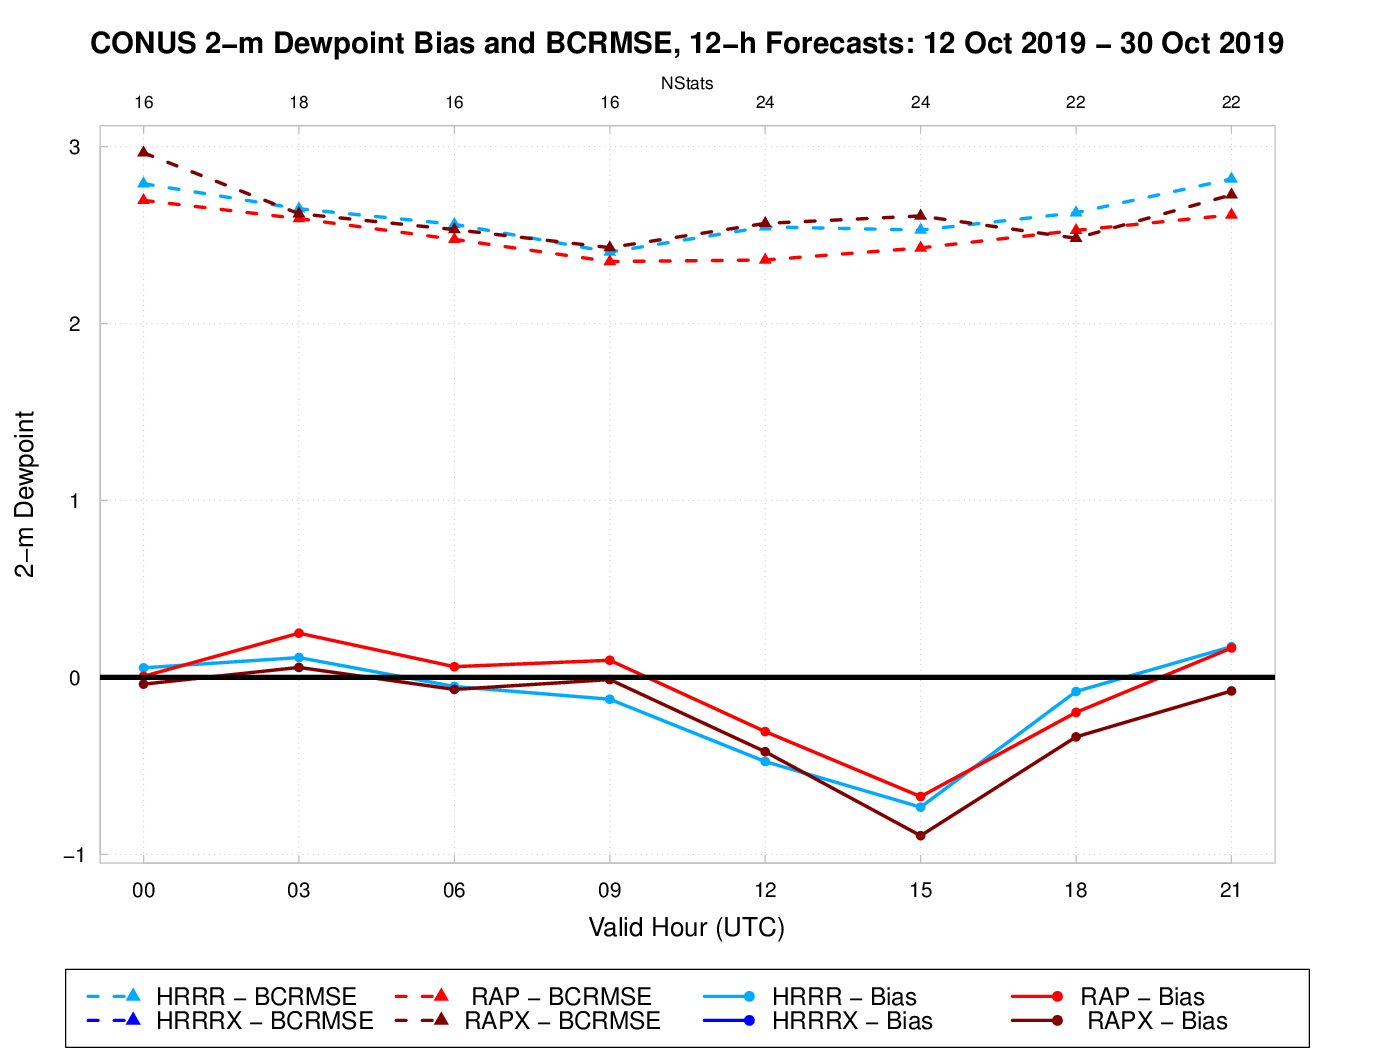 CONUS 2−m Dewpoint Bias and BCRMSE, 12−h Forecasts: 12 Oct 2019 − 30 Oct 2019
NStats
16 18 16 16 24 24 22 22
3
2
1
0
−1
2−m Dewpoint
00 03 06 09 12 15 18 21
Valid Hour (UTC)
HRRR − BCRMSE RAP − BCRMSE HRRR − Bias RAP − Bias
HRRRX − BCRMSE RAPX − BCRMSE HRRRX − Bias RAPX − Bias